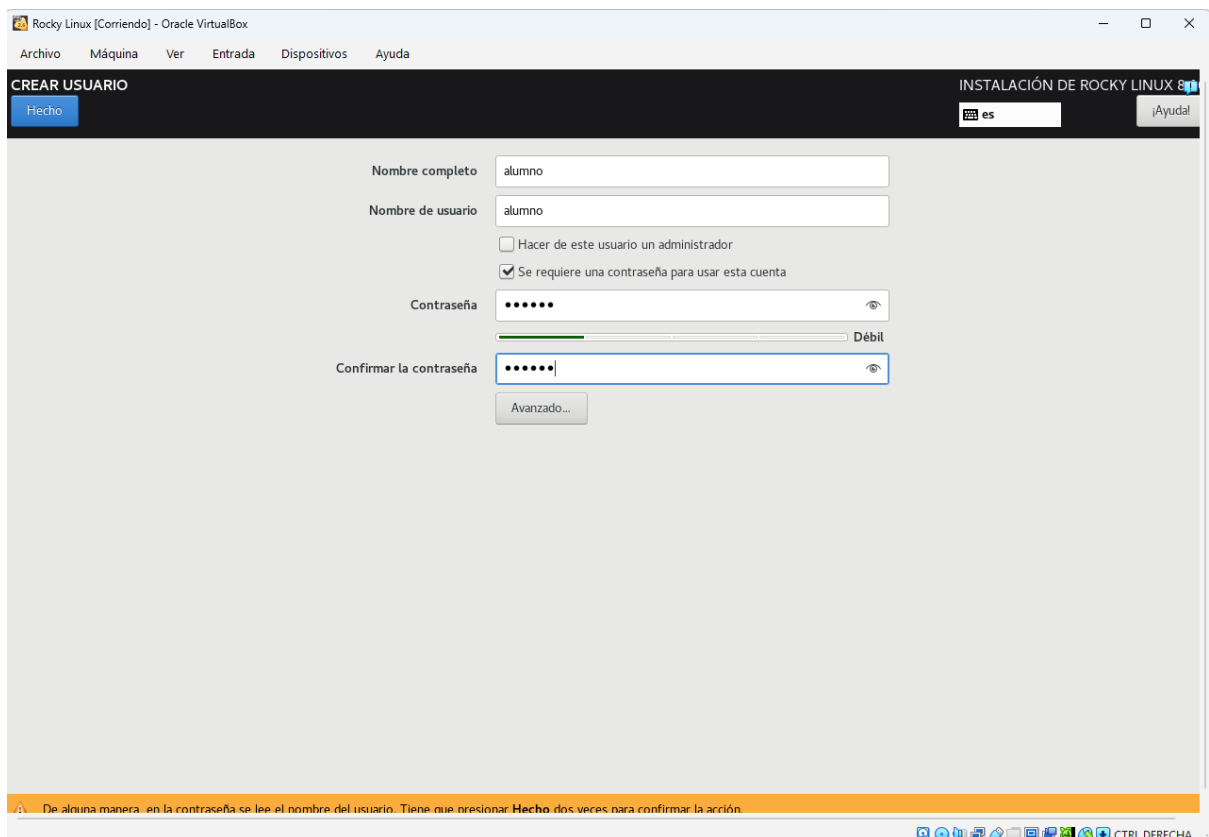 Rocky Linux [Corriendo] - Oracle VirtualBox
Archivo Máquina Ver Entrada Dispositivos Ayuda
CREAR USUARIO
INSTALACIÓN DE ROCKY LINUX
Hecho
es
¡Ayuda!
Nombre completo alumno
Nombre de usuario alumno
Hacer de este usuario un administrador
Se requiere una contraseña para usar esta cuenta
Contraseña ••••••
Débil
Confirmar la contraseña ••••••
Avanzado...
De alguna manera, en la contraseña se lee el nombre del usuario. Tiene que presionar Hecho dos veces para confirmar la acción.
CTRL DERECHA